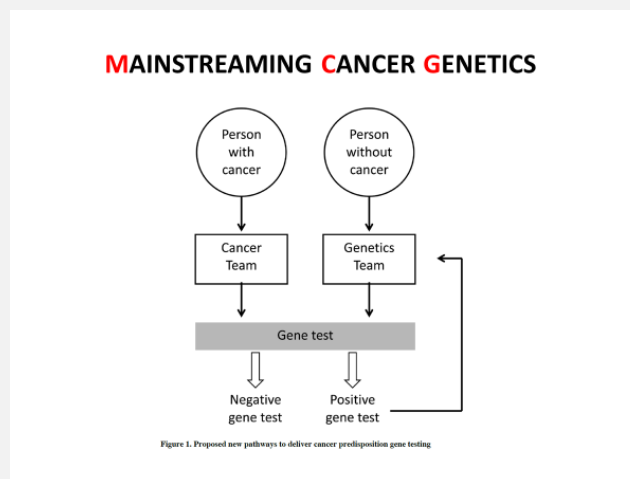 MAINSTREAMING CANCER GENETICS
Person
with
cancer
Person
without
cancer
Cancer
Team
Genetics
Team
Gene test
Negative
gene test
Positive
gene test
Figure 1. Proposed new pathways to deliver cancer predisposition gene testing